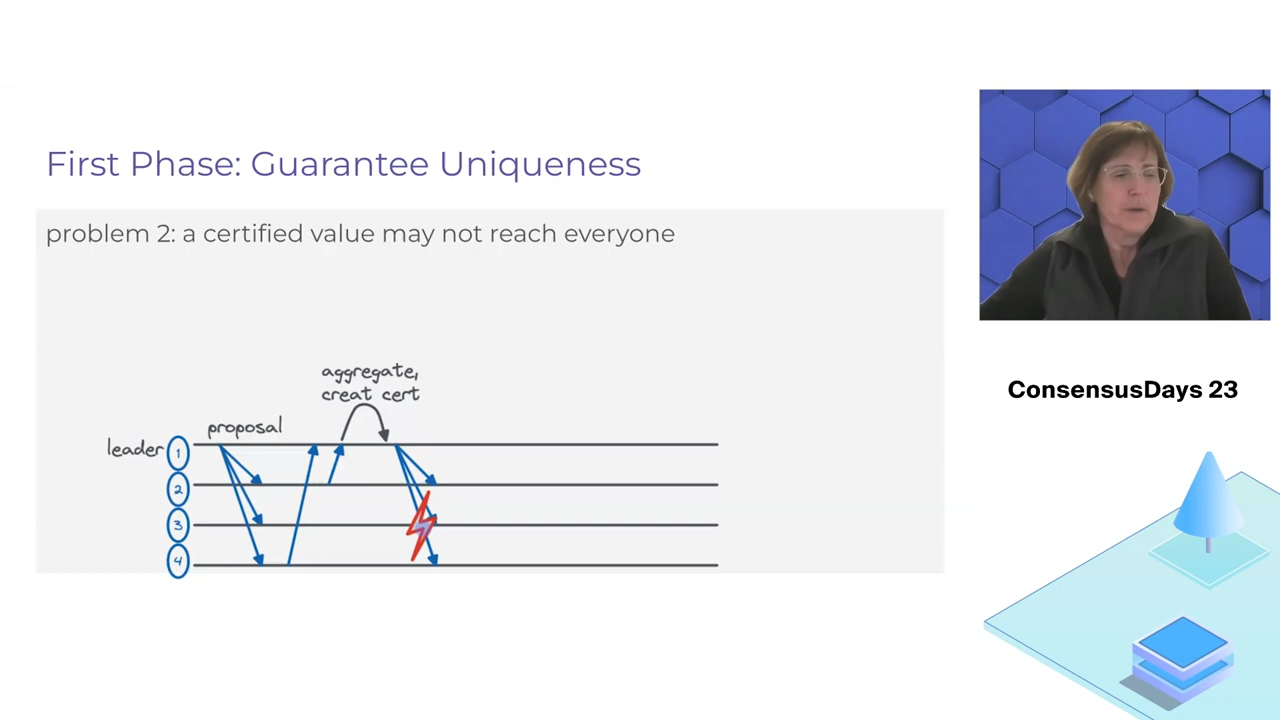 First Phase: Guarantee Uniqueness
problem 2: a certified value may not reach everyone
aggregate,
creat cert
proposal
leader
1
2
3
4
ConsensusDays 23